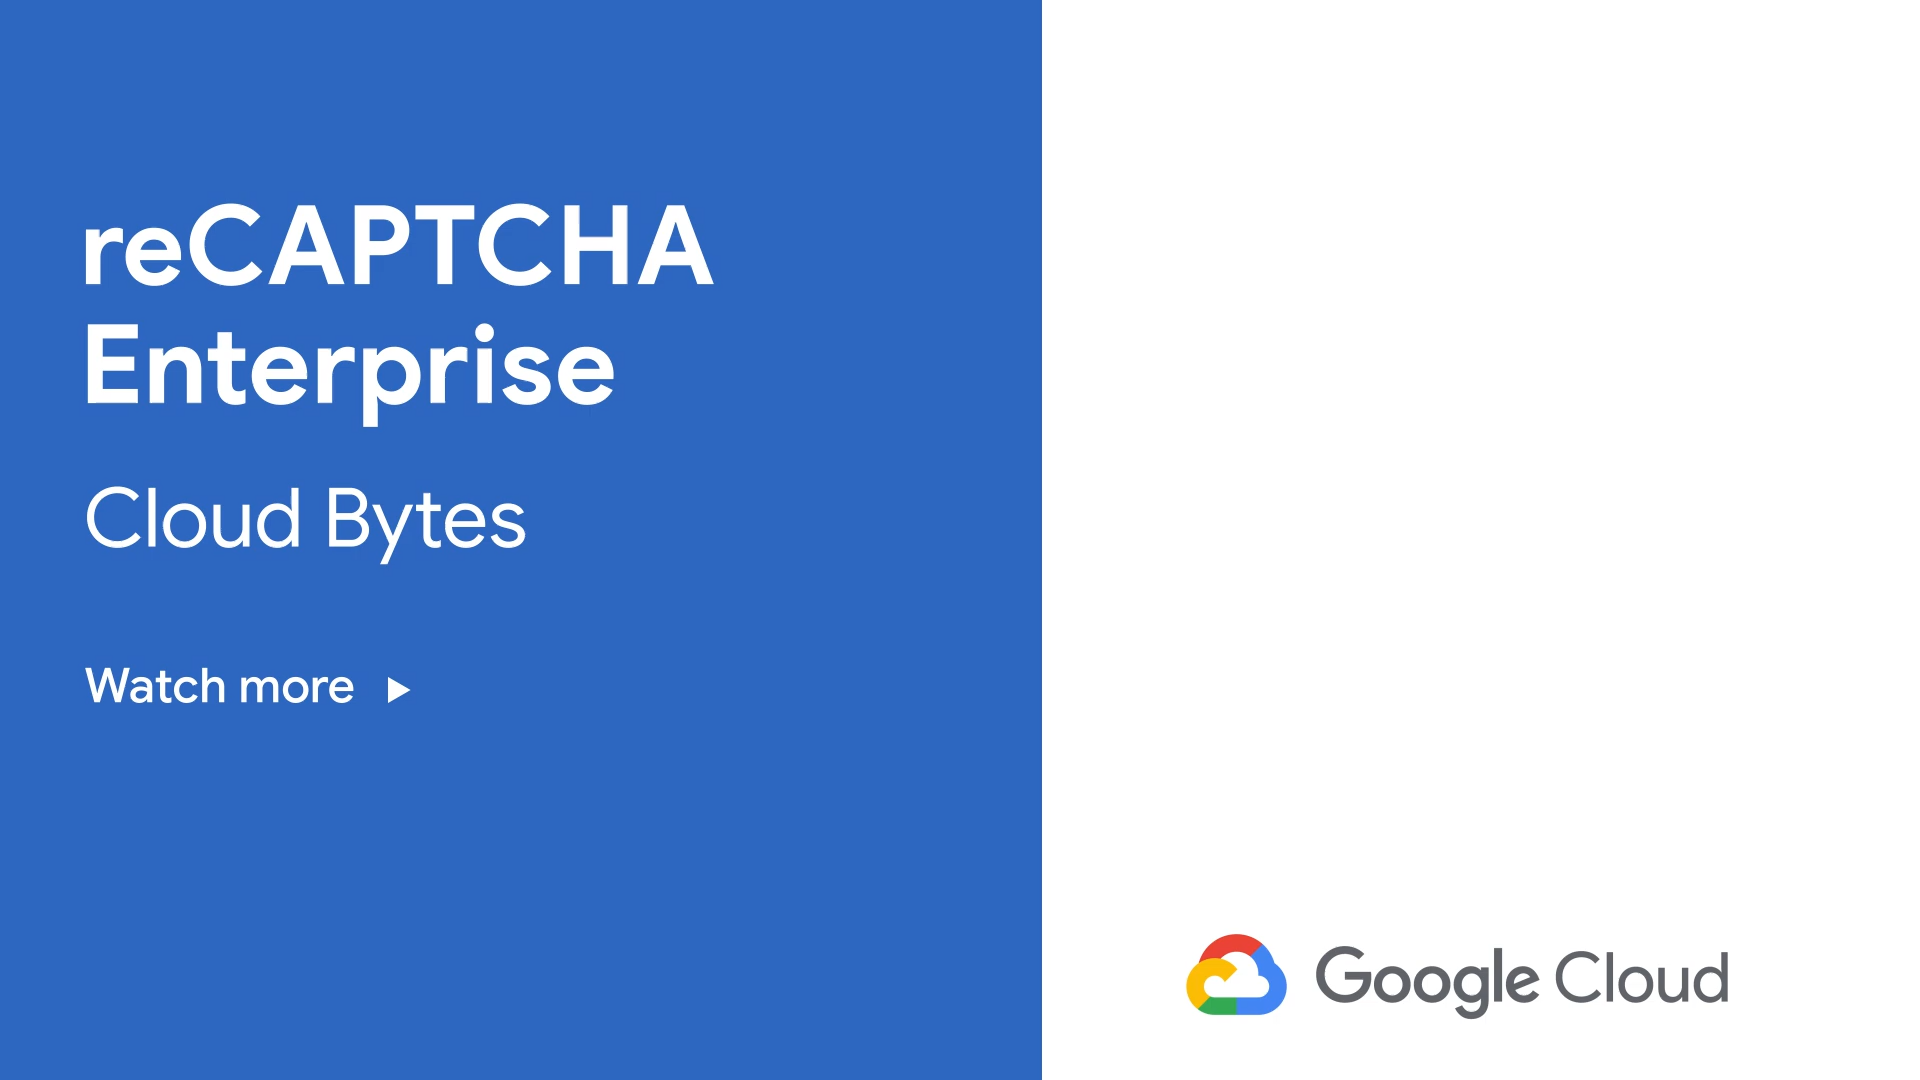 reCAPTCHA
Enterprise
Cloud Bytes
Watch more
Google Cloud